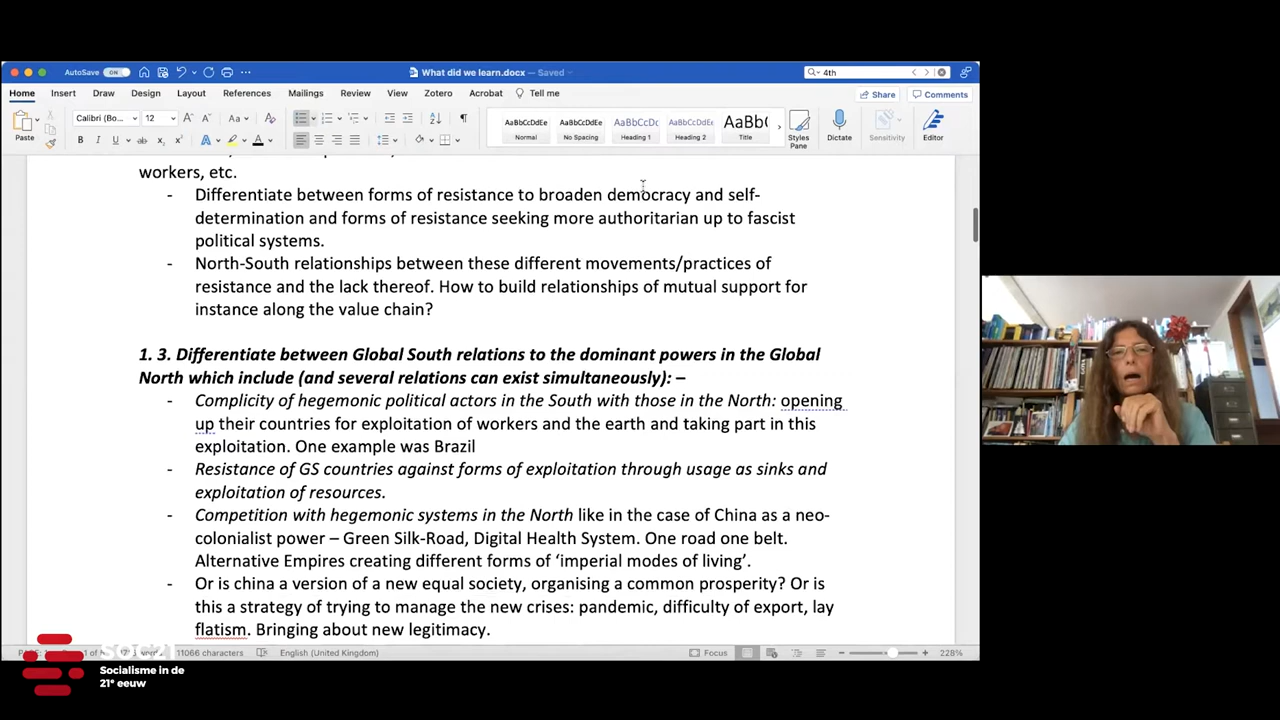 AutoSave ON What did we learn.docx — Saved 4th
Home Insert Draw Design Layout References Mailings Review View Zotero Acrobat Tell me Share Comments
Paste Calibri (Bo... 12 A A Aa A AaBbCcDdEe AaBbCcDdEe AaBbCcDc AaBbCcDdEe AaBb( Styles Pane Dictate Sensitivity Editor
B I U ab x x A A Normal No Spacing Heading 1 Heading 2 Title
workers, etc.
- Differentiate between forms of resistance to broaden democracy and self-
determination and forms of resistance seeking more authoritarian up to fascist
political systems.
- North-South relationships between these different movements/practices of
resistance and the lack thereof. How to build relationships of mutual support for
instance along the value chain?
1. 3. Differentiate between Global South relations to the dominant powers in the Global
North which include (and several relations can exist simultaneously): –
- Complicity of hegemonic political actors in the South with those in the North: opening
up their countries for exploitation of workers and the earth and taking part in this
exploitation. One example was Brazil
- Resistance of GS countries against forms of exploitation through usage as sinks and
exploitation of resources.
- Competition with hegemonic systems in the North like in the case of China as a neo-
colonialist power – Green Silk-Road, Digital Health System. One road one belt.
Alternative Empires creating different forms of ‘imperial modes of living’.
- Or is china a version of a new equal society, organising a common prosperity? Or is
this a strategy of trying to manage the new crises: pandemic, difficulty of export, lay
flatism. Bringing about new legitimacy.
11066 characters English (United Kingdom) Focus 228%
Socialisme in de
21e eeuw